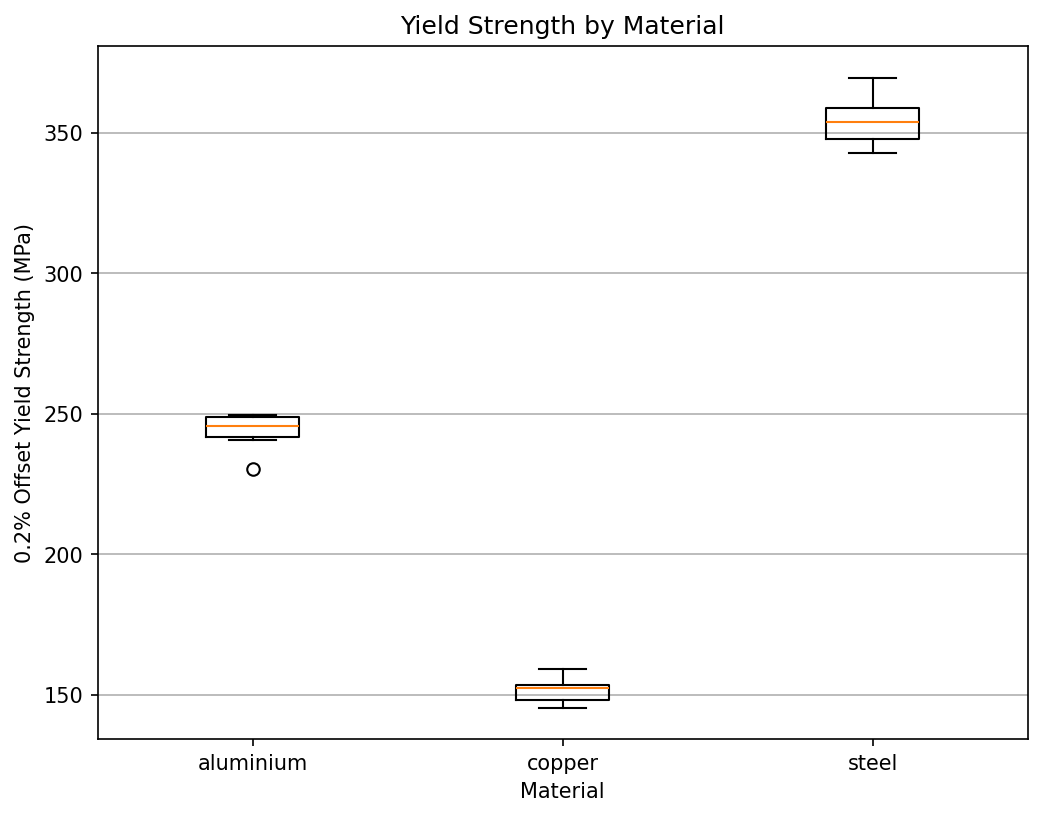 Yield Strength by Material
0.2% Offset Yield Strength (MPa)
350
300
250
200
150
aluminium
copper
steel
Material